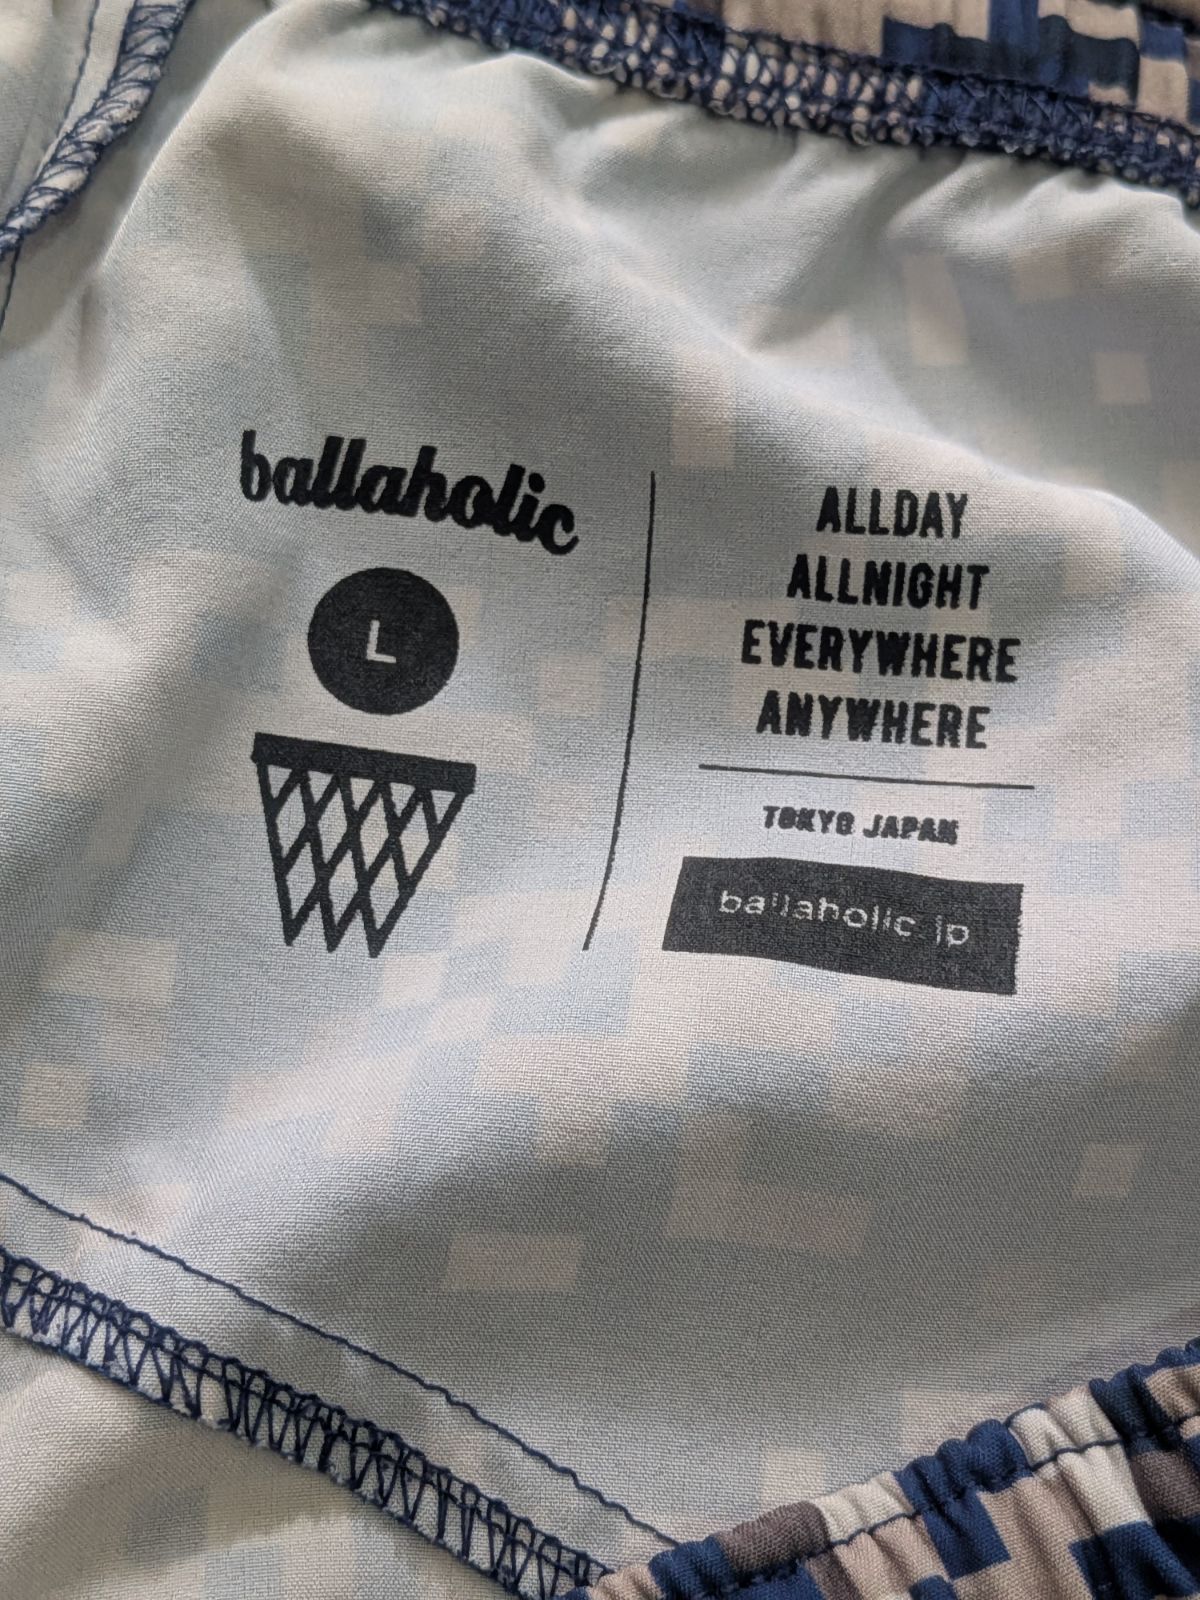 ballaholic
L
ALLDAY
ALLNIGHT
EVERYWHERE
ANYWHERE
TOKYO JAPAN
ballaholic jp